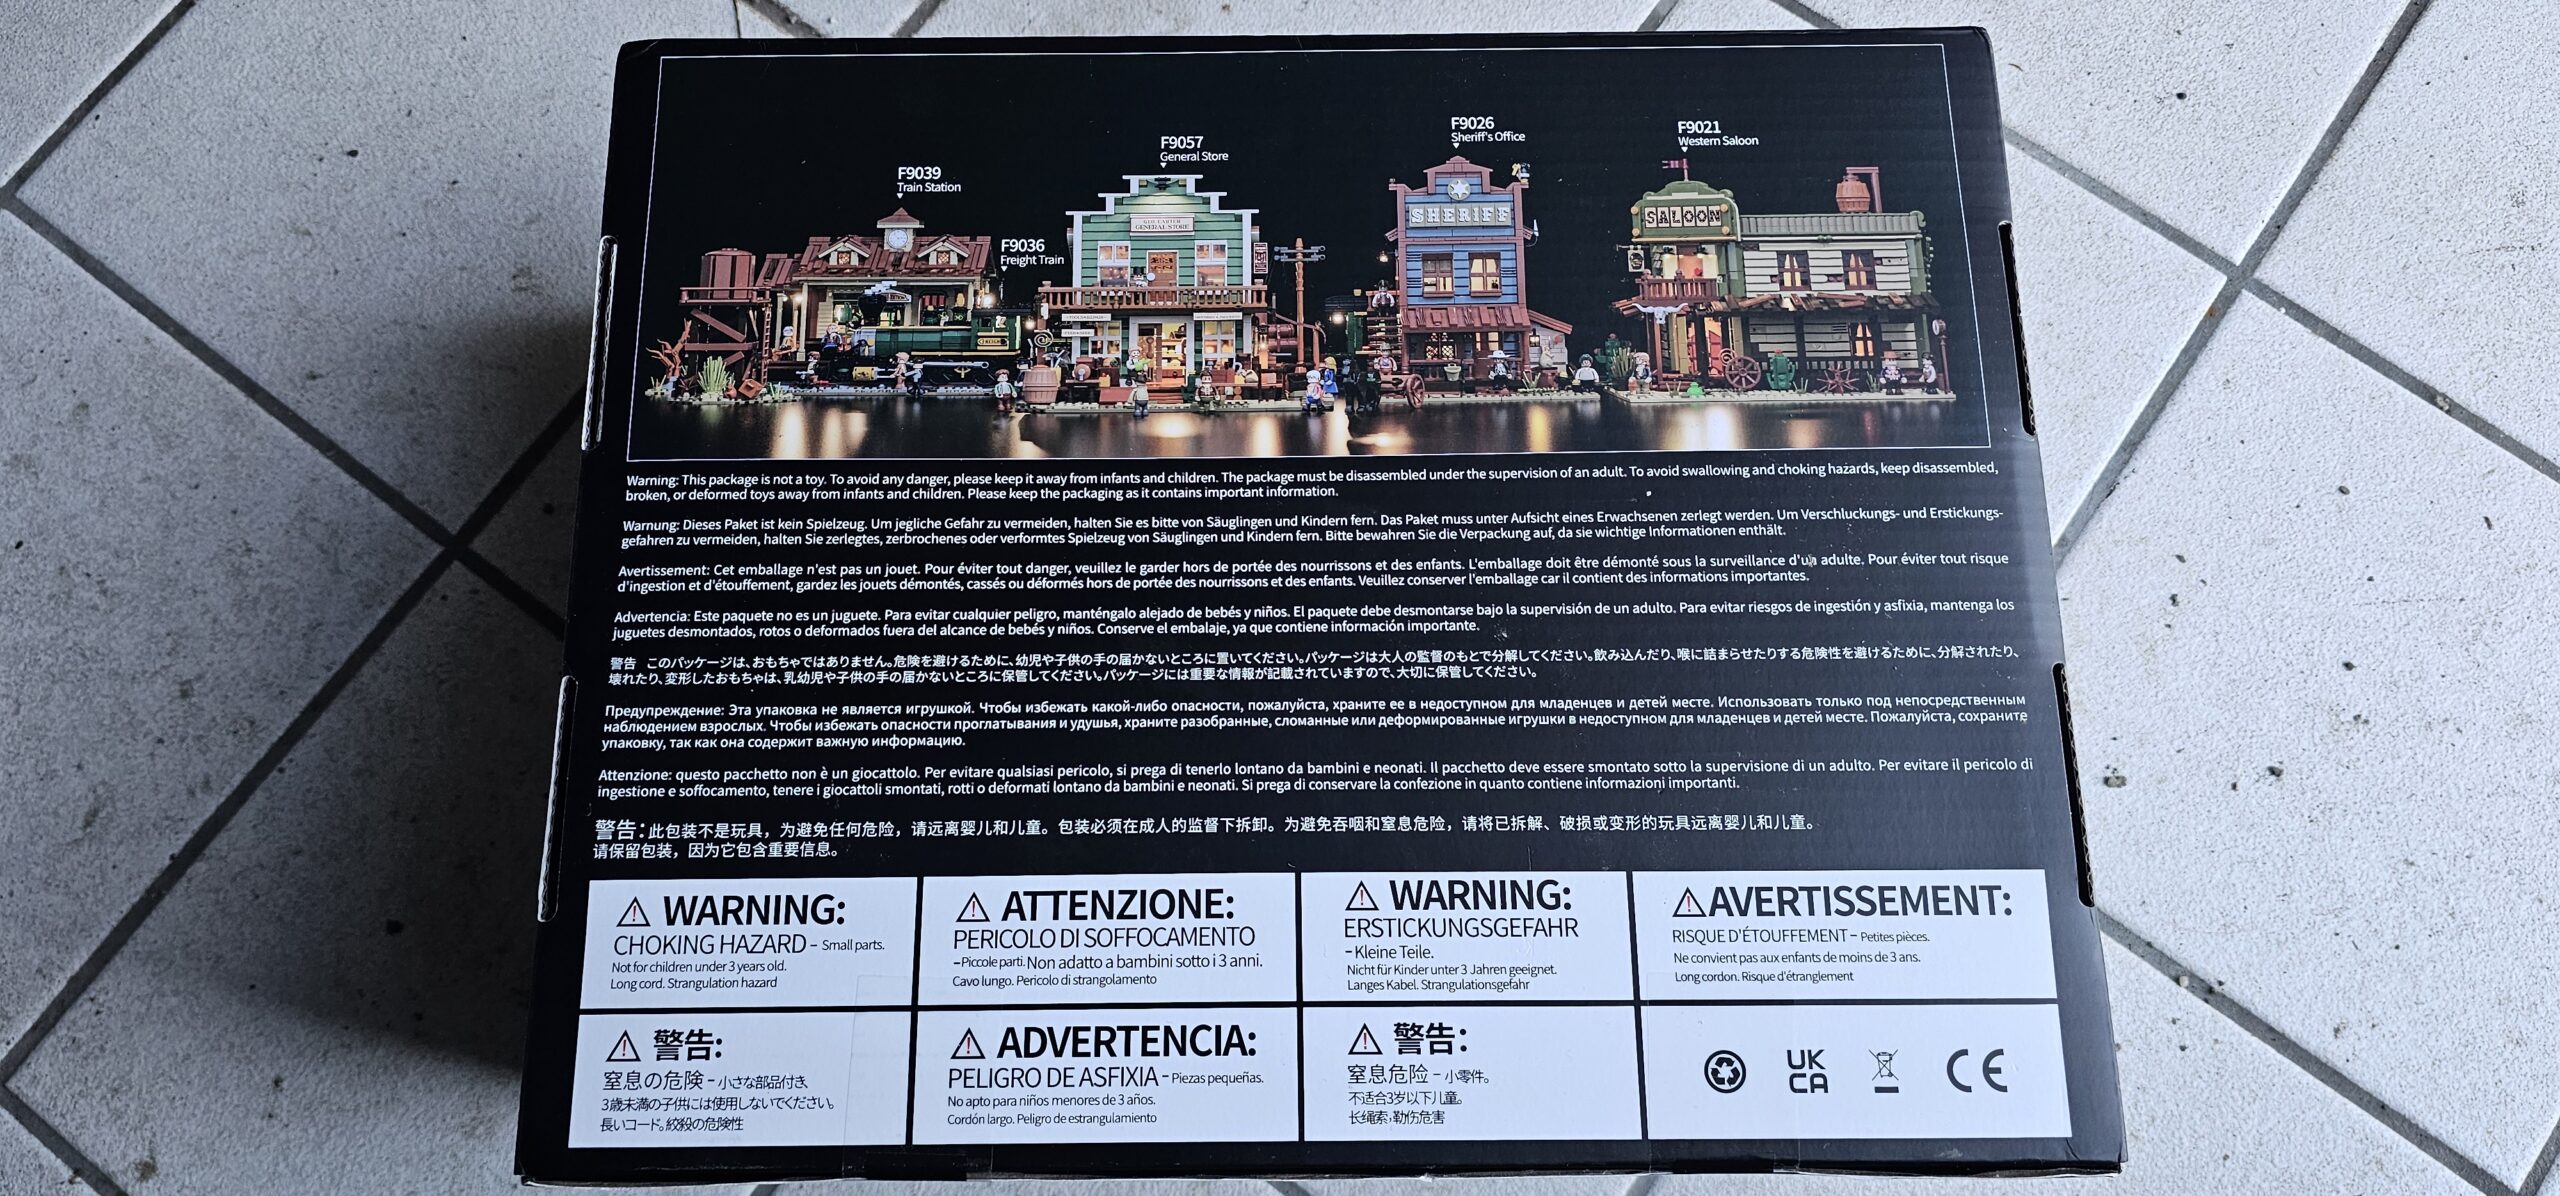 F9026
Sheriff's Office
F9021
Western Saloon
F9057
General Store
F9039
Train Station
F9036
Freight Train
GEO CARTER
GENERAL STORE
SHERIFF
SALOON
Warning: This package is not a toy. To avoid any danger, please keep it away from infants and children. The package must be disassembled under the supervision of an adult. To avoid swallowing and choking hazards, keep disassembled,
broken, or deformed toys away from infants and children. Please keep the packaging as it contains important information.
Warnung: Dieses Paket ist kein Spielzeug. Um jegliche Gefahr zu vermeiden, halten Sie es bitte von Säuglingen und Kindern fern. Das Paket muss unter Aufsicht eines Erwachsenen zerlegt werden. Um Verschluckungs- und Erstickungs-
gefahren zu vermeiden, halten Sie zerlegtes, zerbrochenes oder verformtes Spielzeug von Säuglingen und Kindern fern. Bitte bewahren Sie die Verpackung auf, da sie wichtige Informationen enthält.
Avertissement: Cet emballage n'est pas un jouet. Pour éviter tout danger, veuillez le garder hors de portée des nourrissons et des enfants. L'emballage doit être démonté sous la surveillance d'un adulte. Pour éviter tout risque
d'ingestion et d'étouffement, gardez les jouets démontés, cassés ou déformés hors de portée des nourrissons et des enfants. Veuillez conserver l'emballage car il contient des informations importantes.
Advertencia: Este paquete no es un juguete. Para evitar cualquier peligro, manténgalo alejado de bebés y niños. El paquete debe desmontarse bajo la supervisión de un adulto. Para evitar riesgos de ingestión y asfixia, mantenga los
juguetes desmontados, rotos o deformados fuera del alcance de bebés y niños. Conserve el embalaje, ya que contiene información importante.
警告 このパッケージは、おもちゃではありません。危険を避けるために、幼児や子供の手の届かないところに置いてください。パッケージは大人の監督のもとで分解してください。飲み込んだり、喉に詰まらせたりする危険性を避けるために、分解されたり、
壊れたり、変形したおもちゃは、乳幼児や子供の手の届かないところに保管してください。パッケージには重要な情報が記載されていますので、大切に保管してください。
Предупреждение: Эта упаковка не является игрушкой. Чтобы избежать какой-либо опасности, пожалуйста, храните ее в недоступном для младенцев и детей месте. Использовать только под непосредственным
наблюдением взрослых. Чтобы избежать опасности проглатывания и удушья, храните разобранные, сломанные или деформированные игрушки в недоступном для младенцев и детей месте. Пожалуйста, сохраните
упаковку, так как она содержит важную информацию.
Attenzione: questo pacchetto non è un giocattolo. Per evitare qualsiasi pericolo, si prega di tenerlo lontano da bambini e neonati. Il pacchetto deve essere smontato sotto la supervisione di un adulto. Per evitare il pericolo di
ingestione e soffocamento, tenere i giocattoli smontati, rotti o deformati lontano da bambini e neonati. Si prega di conservare la confezione in quanto contiene informazioni importanti.
警告：此包装不是玩具，为避免任何危险，请远离婴儿和儿童。包装必须在成人的监督下拆卸。为避免吞咽和窒息危险，请将已拆解、破损或变形的玩具远离婴儿和儿童。
请保留包装，因为它包含重要信息。
WARNING:
CHOKING HAZARD – Small parts.
Not for children under 3 years old.
Long cord. Strangulation hazard
ATTENZIONE:
PERICOLO DI SOFFOCAMENTO
–Piccole parti. Non adatto a bambini sotto i 3 anni.
Cavo lungo. Pericolo di strangolamento
WARNING:
ERSTICKUNGSGEFAHR
– Kleine Teile.
Nicht für Kinder unter 3 Jahren geeignet.
Langes Kabel. Strangulationsgefahr
AVERTISSEMENT:
RISQUE D'ÉTOUFFEMENT – Petites pièces.
Ne convient pas aux enfants de moins de 3 ans.
Long cordon. Risque d'étranglement
警告:
窒息の危険 – 小さな部品付き、
3歳未満の子供には使用しないでください。
長いコード。絞殺の危険性
ADVERTENCIA:
PELIGRO DE ASFIXIA – Piezas pequeñas.
No apto para niños menores de 3 años.
Cordón largo. Peligro de estrangulamiento
警告:
窒息危险 – 小零件。
不适合3岁以下儿童。
长绳索；勒伤危害
UK
CA
CE